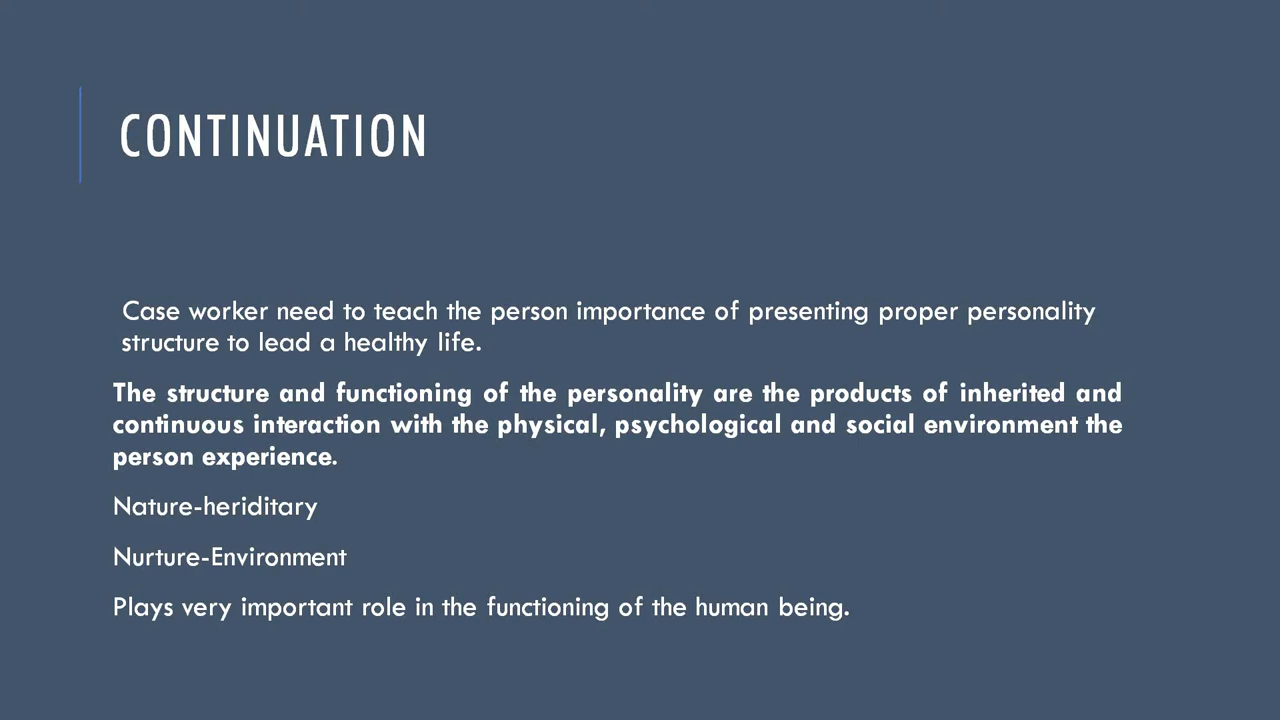 CONTINUATION
Case worker need to teach the person importance of presenting proper personality
structure to lead a healthy life.
The structure and functioning of the personality are the products of inherited and
continuous interaction with the physical, psychological and social environment the
person experience.
Nature-heriditary
Nurture-Environment
Plays very important role in the functioning of the human being.